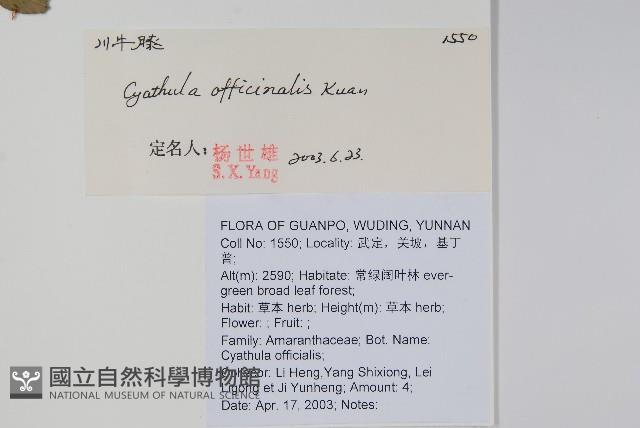 川牛膝 1550
Cyathula officinalis Kuan
定名人: 杨世雄 2003.6.23.
S.X.Yang
FLORA OF GUANPO, WUDING, YUNNAN
Coll No: 1550; Locality: 武定，关坡，基丁
普;
Alt(m): 2590; Habitate: 常绿阔叶林 ever-
green broad leaf forest;
Habit: 草本 herb; Height(m): 草本 herb;
Flower: ; Fruit: ;
Family: Amaranthaceae; Bot. Name:
Cyathula officialis;
Li Heng,Yang Shixiong, Lei
et Ji Yunheng; Amount: 4;
Date: Apr. 17, 2003; Notes:
國立自然科學博物館
NATIONAL MUSEUM OF NATURAL SCIENCE